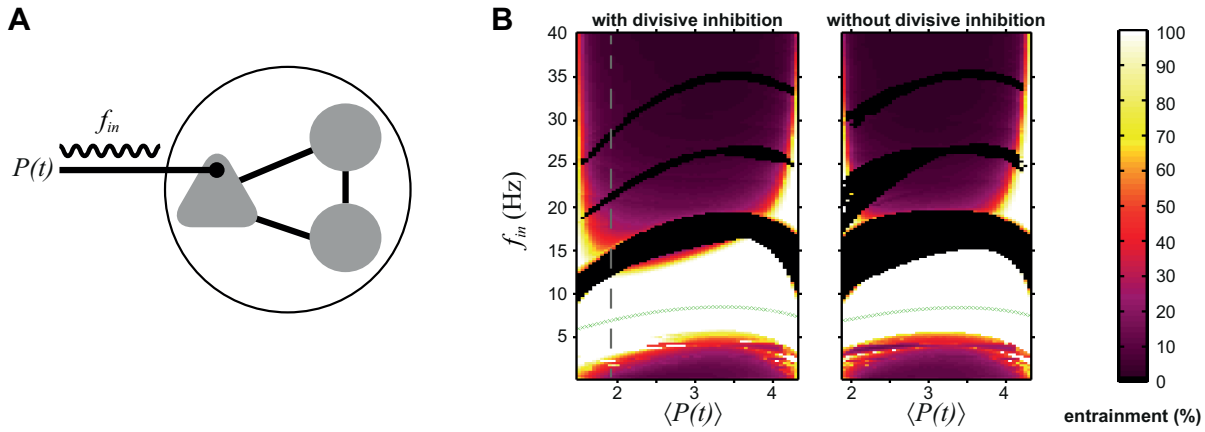 A
f_in
P(t)
B
with divisive inhibition
without divisive inhibition
f_in (Hz)
40
35
30
25
20
15
10
5
2
3
4
⟨P(t)⟩
2
3
4
⟨P(t)⟩
100
90
80
70
60
50
40
30
20
10
0
entrainment (%)